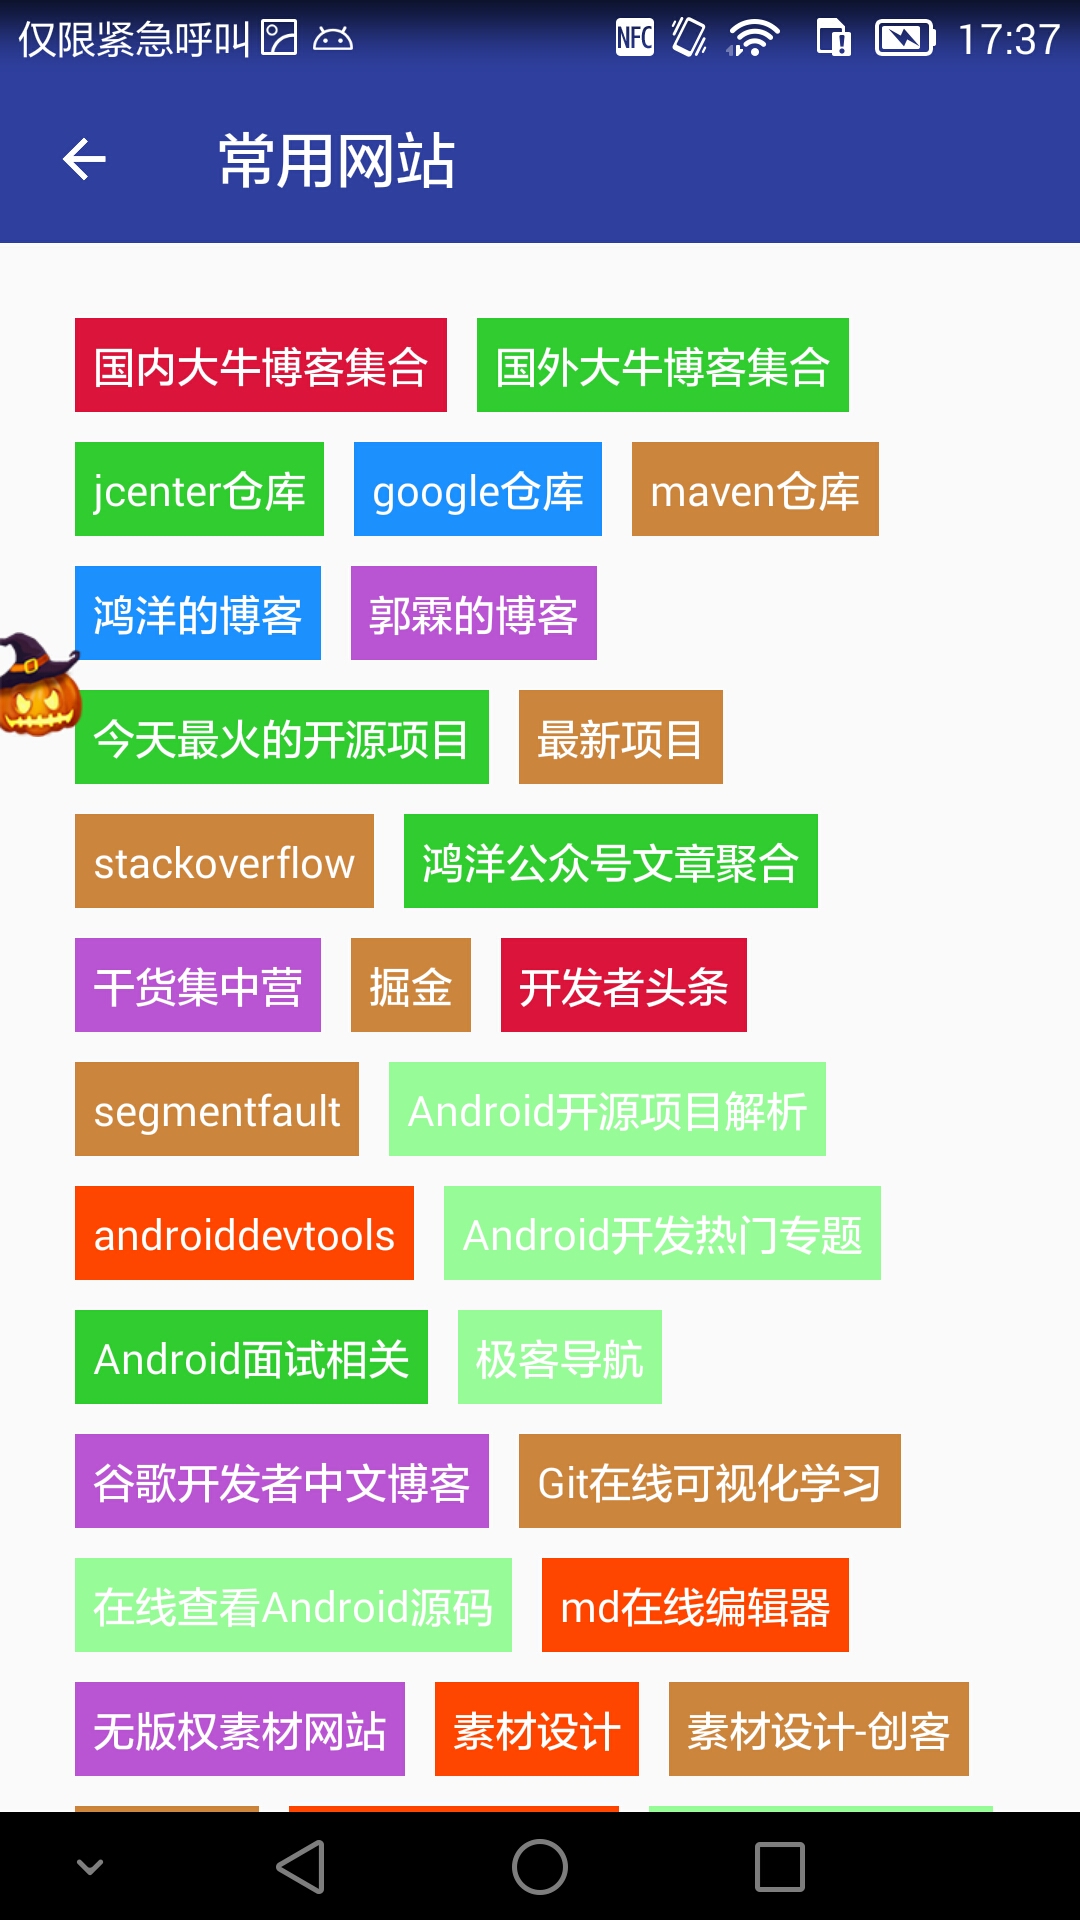 仅限紧急呼叫 NFC 17:37
常用网站
国内大牛博客集合 国外大牛博客集合
jcenter仓库 google仓库 maven仓库
鸿洋的博客 郭霖的博客
今天最火的开源项目 最新项目
stackoverflow 鸿洋公众号文章聚合
干货集中营 掘金 开发者头条
segmentfault Android开源项目解析
androiddevtools Android开发热门专题
Android面试相关 极客导航
谷歌开发者中文博客 Git在线可视化学习
在线查看Android源码 md在线编辑器
无版权素材网站 素材设计 素材设计-创客